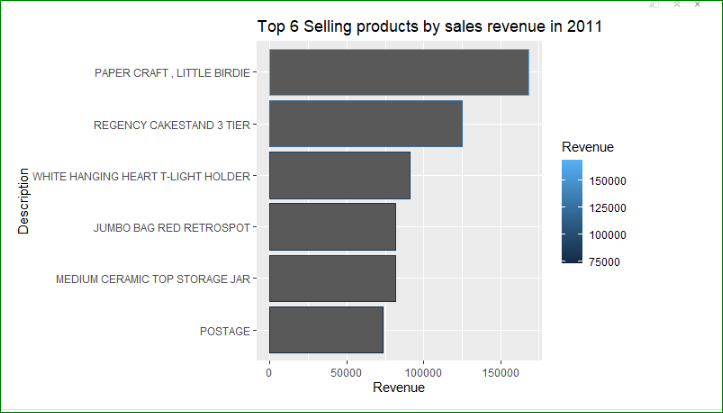 Top 6 Selling products by sales revenue in 2011
PAPER CRAFT , LITTLE BIRDIE
REGENCY CAKESTAND 3 TIER
WHITE HANGING HEART T-LIGHT HOLDER
JUMBO BAG RED RETROSPOT
MEDIUM CERAMIC TOP STORAGE JAR
POSTAGE
Description
0 50000 100000 150000
Revenue
Revenue
150000
125000
100000
75000